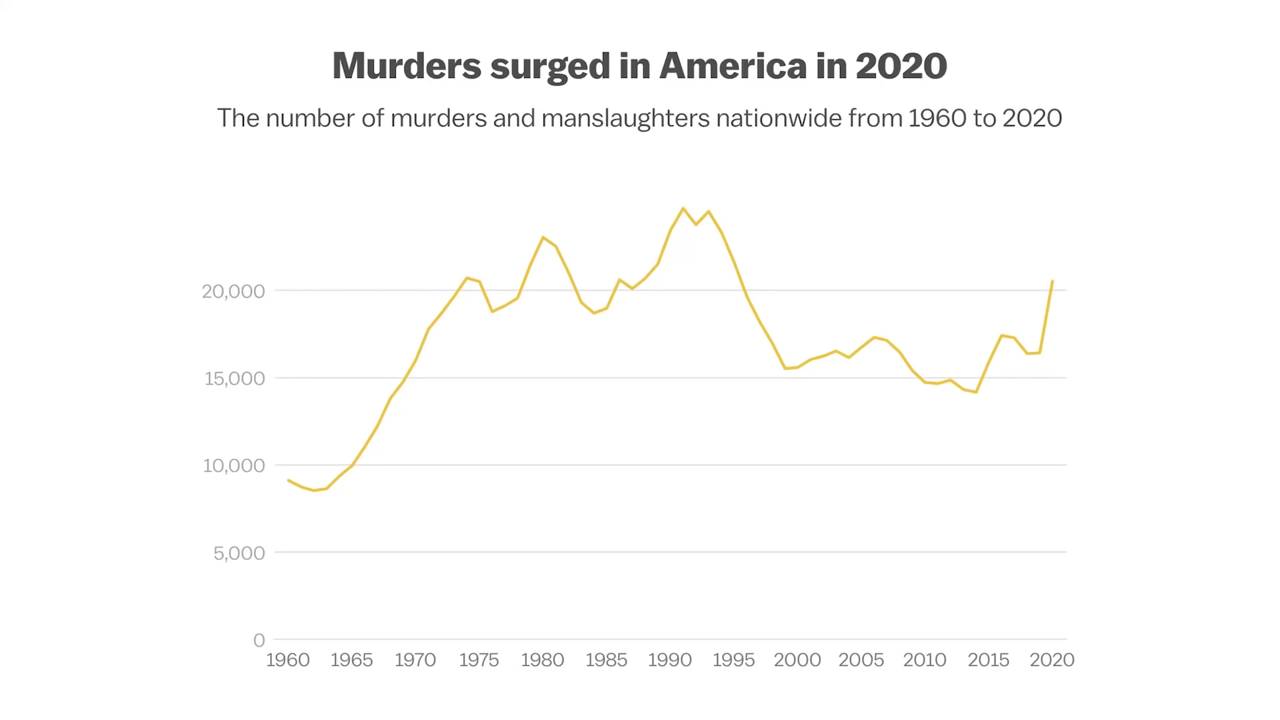 Murders surged in America in 2020
The number of murders and manslaughters nationwide from 1960 to 2020
20,000
15,000
10,000
5,000
0
1960 1965 1970 1975 1980 1985 1990 1995 2000 2005 2010 2015 2020